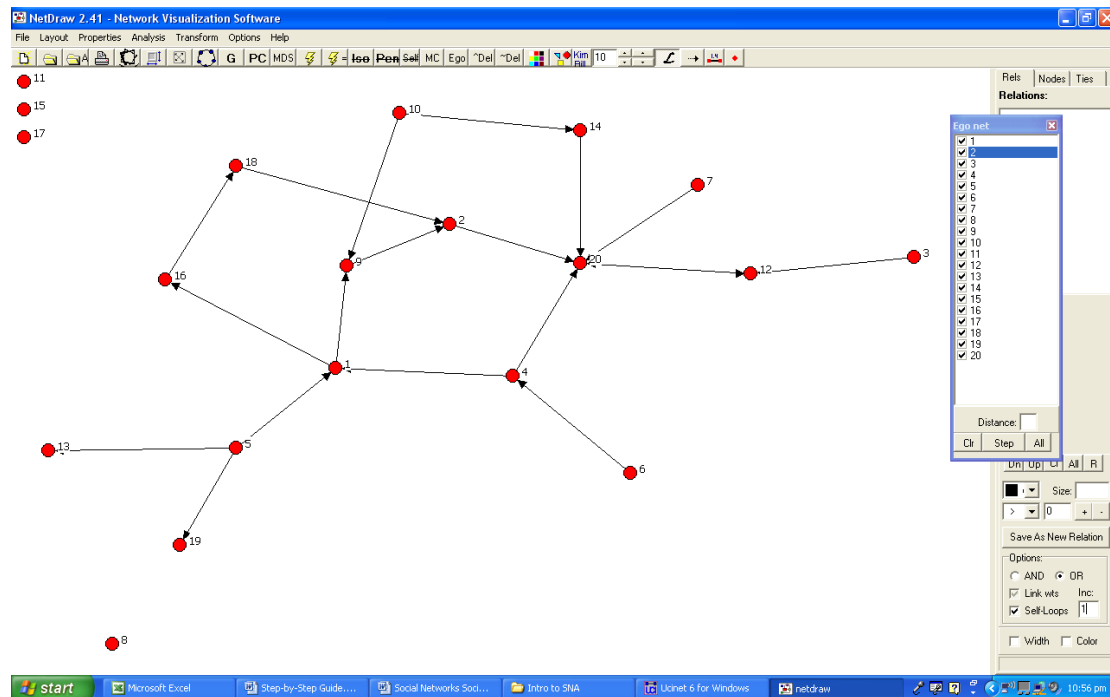 NetDraw 2.41 - Network Visualization Software
File Layout Properties Analysis Transform Options Help
A G PC MDS = Iso Pen Self MC Ego ^Del ~Del Kim 10 L LN
11
15
17
10
14
18
7
2
9
20
16
12
3
1
4
13
5
6
19
8
Rels Nodes Ties
Relations:
Ego net
1
2
3
4
5
6
7
8
9
10
11
12
13
14
15
16
17
18
19
20
Distance:
Clr Step All
Dn Up Cl All R
Size:
> 0 + -
Save As New Relation
Options:
AND OR
Link wts Inc:
Self-Loops 1
Width Color
start Microsoft Excel Step-by-Step Guide.... Social Networks Soci... Intro to SNA Ucinet 6 for Windows netdraw 10:56 pm